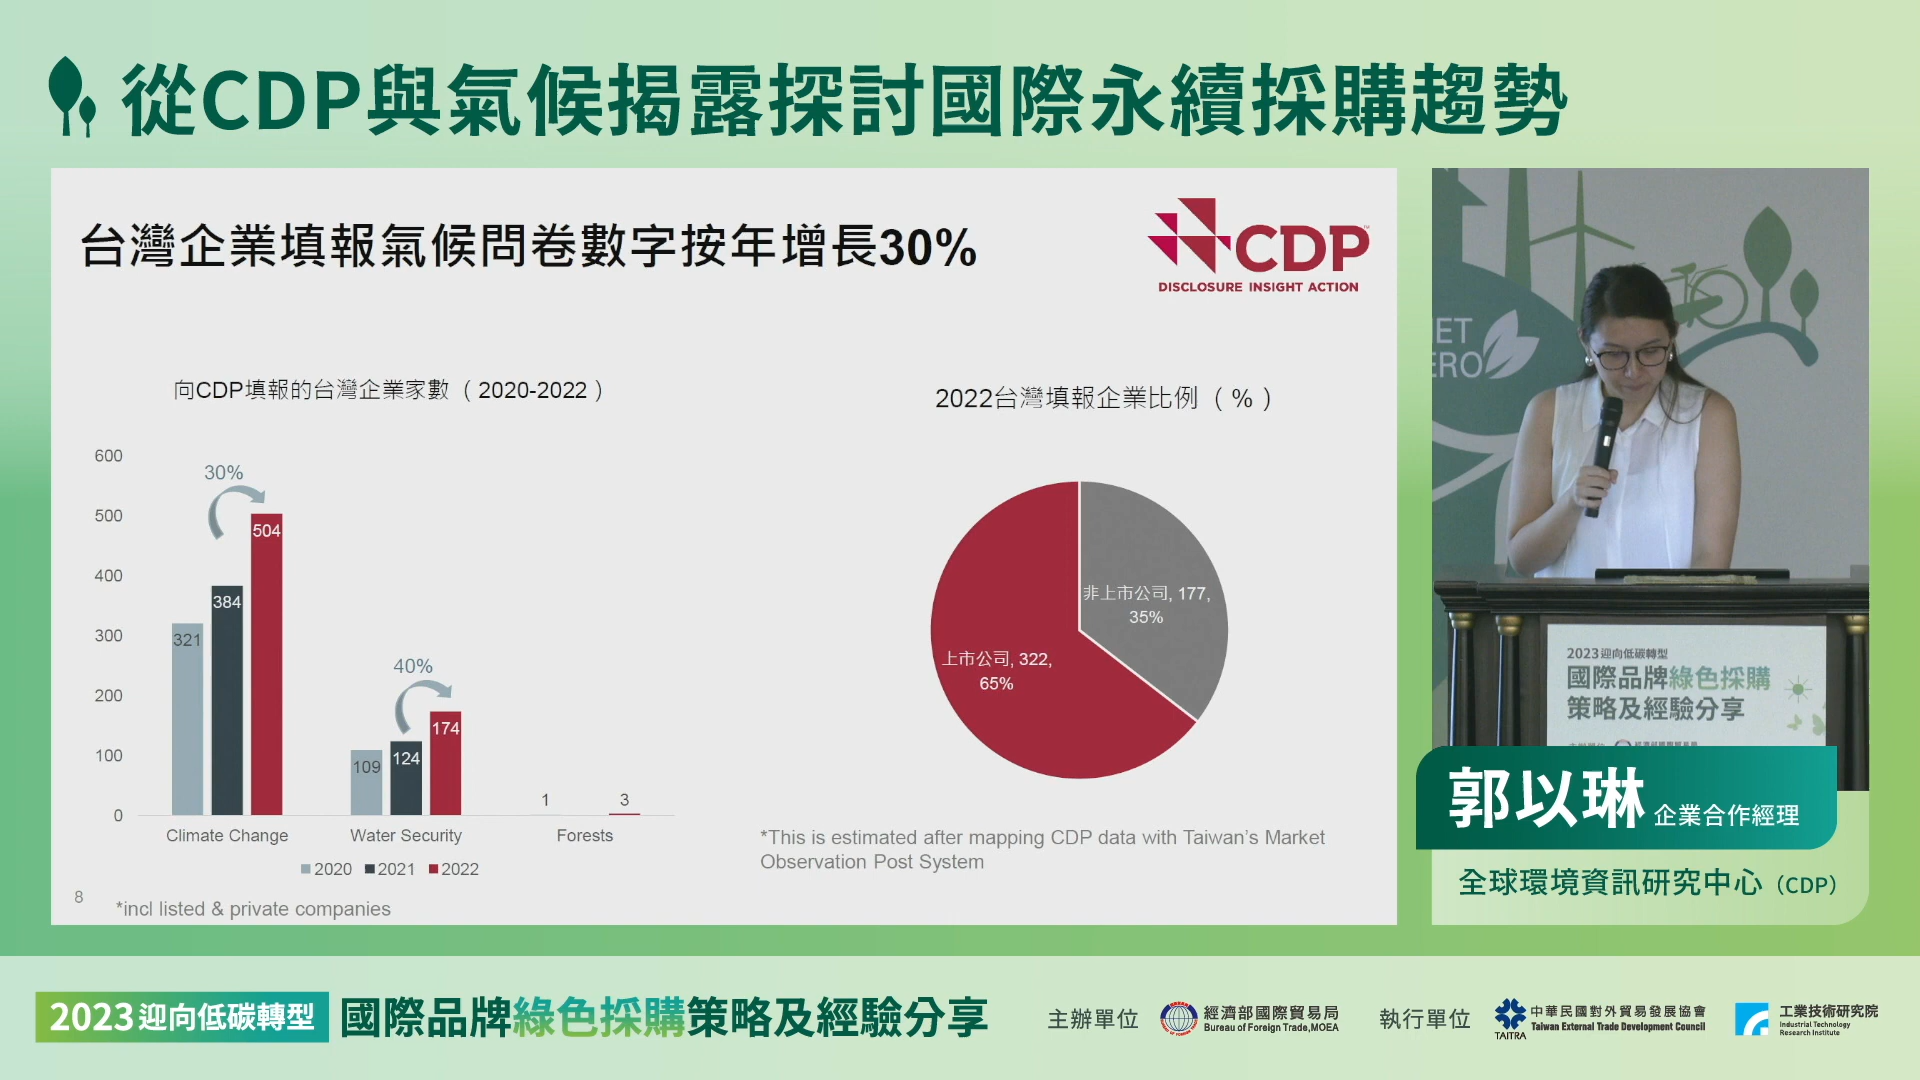 從CDP與氣候揭露探討國際永續採購趨勢
台灣企業填報氣候問卷數字按年增長30%
CDP
DISCLOSURE INSIGHT ACTION
向CDP填報的台灣企業家數（2020-2022）
600
500
400
300
200
100
0
30%
321
384
504
40%
109
124
174
1
3
Climate Change
Water Security
Forests
2020
2021
2022
8
*incl listed & private companies
2022台灣填報企業比例（%）
非上市公司, 177,
35%
上市公司, 322,
65%
*This is estimated after mapping CDP data with Taiwan's Market
Observation Post System
ET
ERO
2023迎向低碳轉型
國際品牌綠色採購
策略及經驗分享
郭以琳 企業合作經理
全球環境資訊研究中心（CDP）
2023迎向低碳轉型 國際品牌綠色採購策略及經驗分享
主辦單位
經濟部國際貿易局
Bureau of Foreign Trade,MOEA
執行單位
TAITRA
中華民國對外貿易發展協會
Taiwan External Trade Development Council
工業技術研究院
Industrial Technology
Research Institute